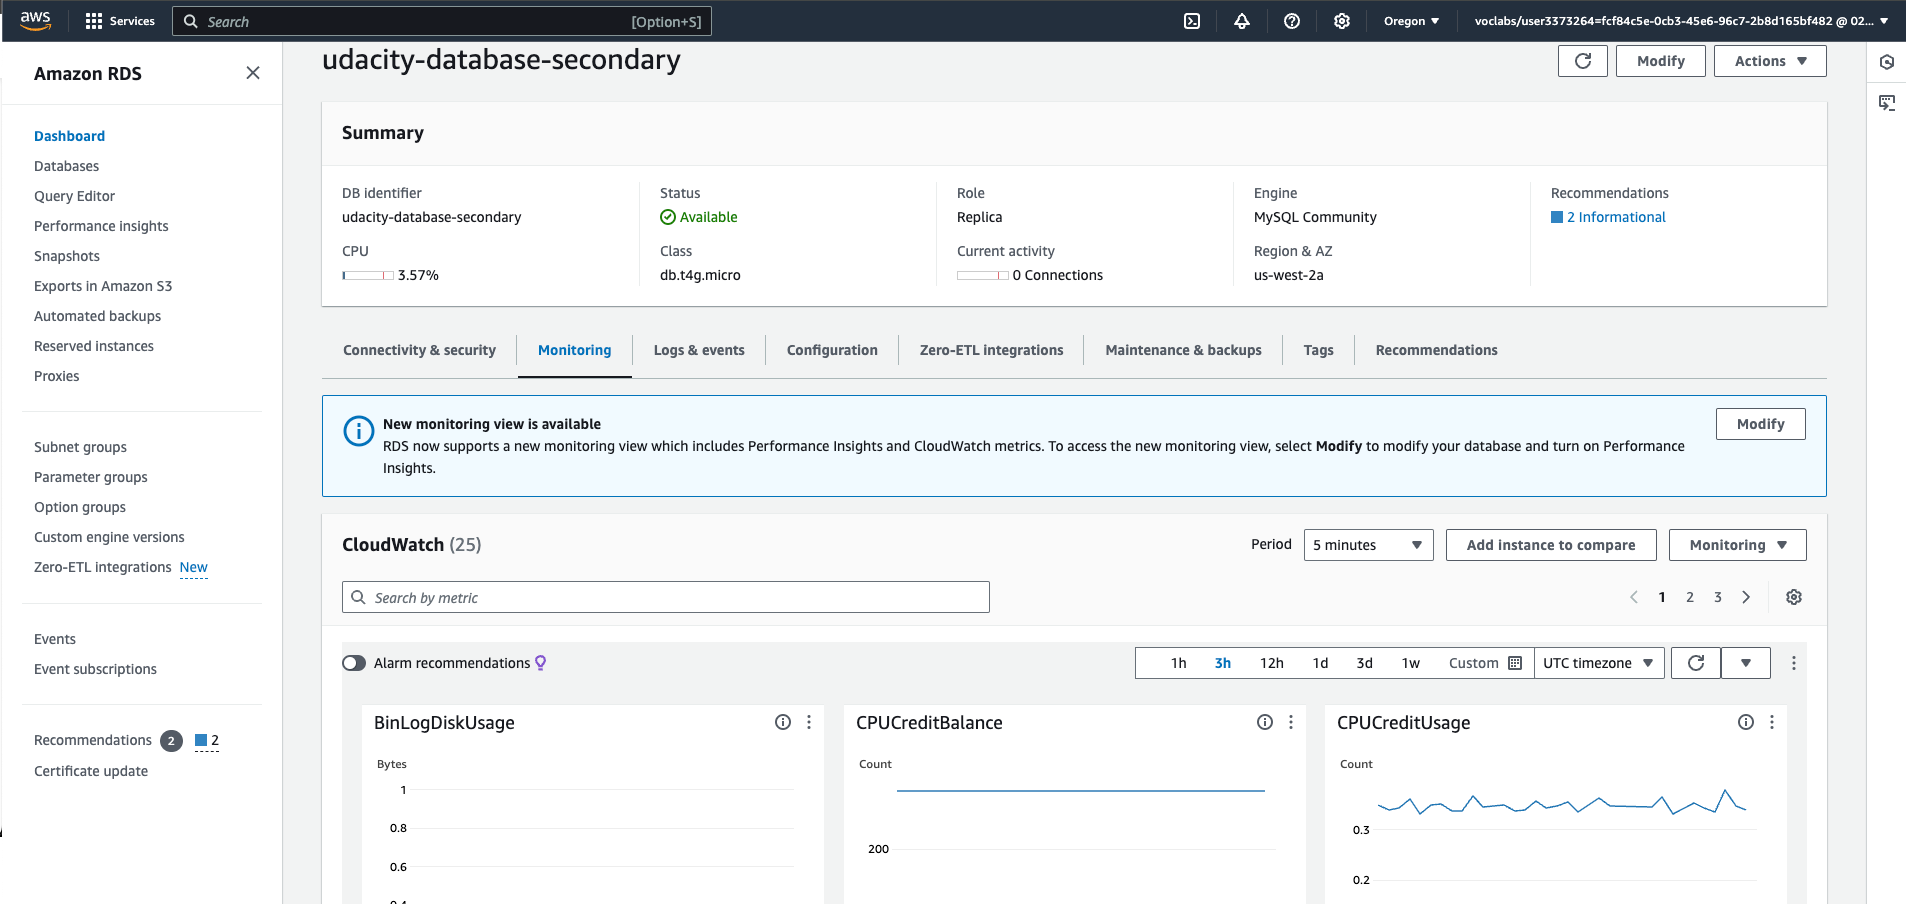 aws
Services
Search
[Option+S]
Oregon
voclabs/user3373264=fcf84c5e-0cb3-45e6-96c7-2b8d165bf482 @ 02...
Amazon RDS
Dashboard
Databases
Query Editor
Performance insights
Snapshots
Exports in Amazon S3
Automated backups
Reserved instances
Proxies
Subnet groups
Parameter groups
Option groups
Custom engine versions
Zero-ETL integrations New
Events
Event subscriptions
Recommendations 2 2
Certificate update
udacity-database-secondary
Modify
Actions
Summary
DB identifier
udacity-database-secondary
CPU
3.57%
Status
Available
Class
db.t4g.micro
Role
Replica
Current activity
0 Connections
Engine
MySQL Community
Region & AZ
us-west-2a
Recommendations
2 Informational
Connectivity & security
Monitoring
Logs & events
Configuration
Zero-ETL integrations
Maintenance & backups
Tags
Recommendations
New monitoring view is available
RDS now supports a new monitoring view which includes Performance Insights and CloudWatch metrics. To access the new monitoring view, select Modify to modify your database and turn on Performance
Insights.
Modify
CloudWatch (25)
Period
5 minutes
Add instance to compare
Monitoring
Search by metric
1 2 3
Alarm recommendations
1h 3h 12h 1d 3d 1w Custom
UTC timezone
BinLogDiskUsage
Bytes
1
0.8
0.6
0.4
CPUCreditBalance
Count
200
CPUCreditUsage
Count
0.3
0.2